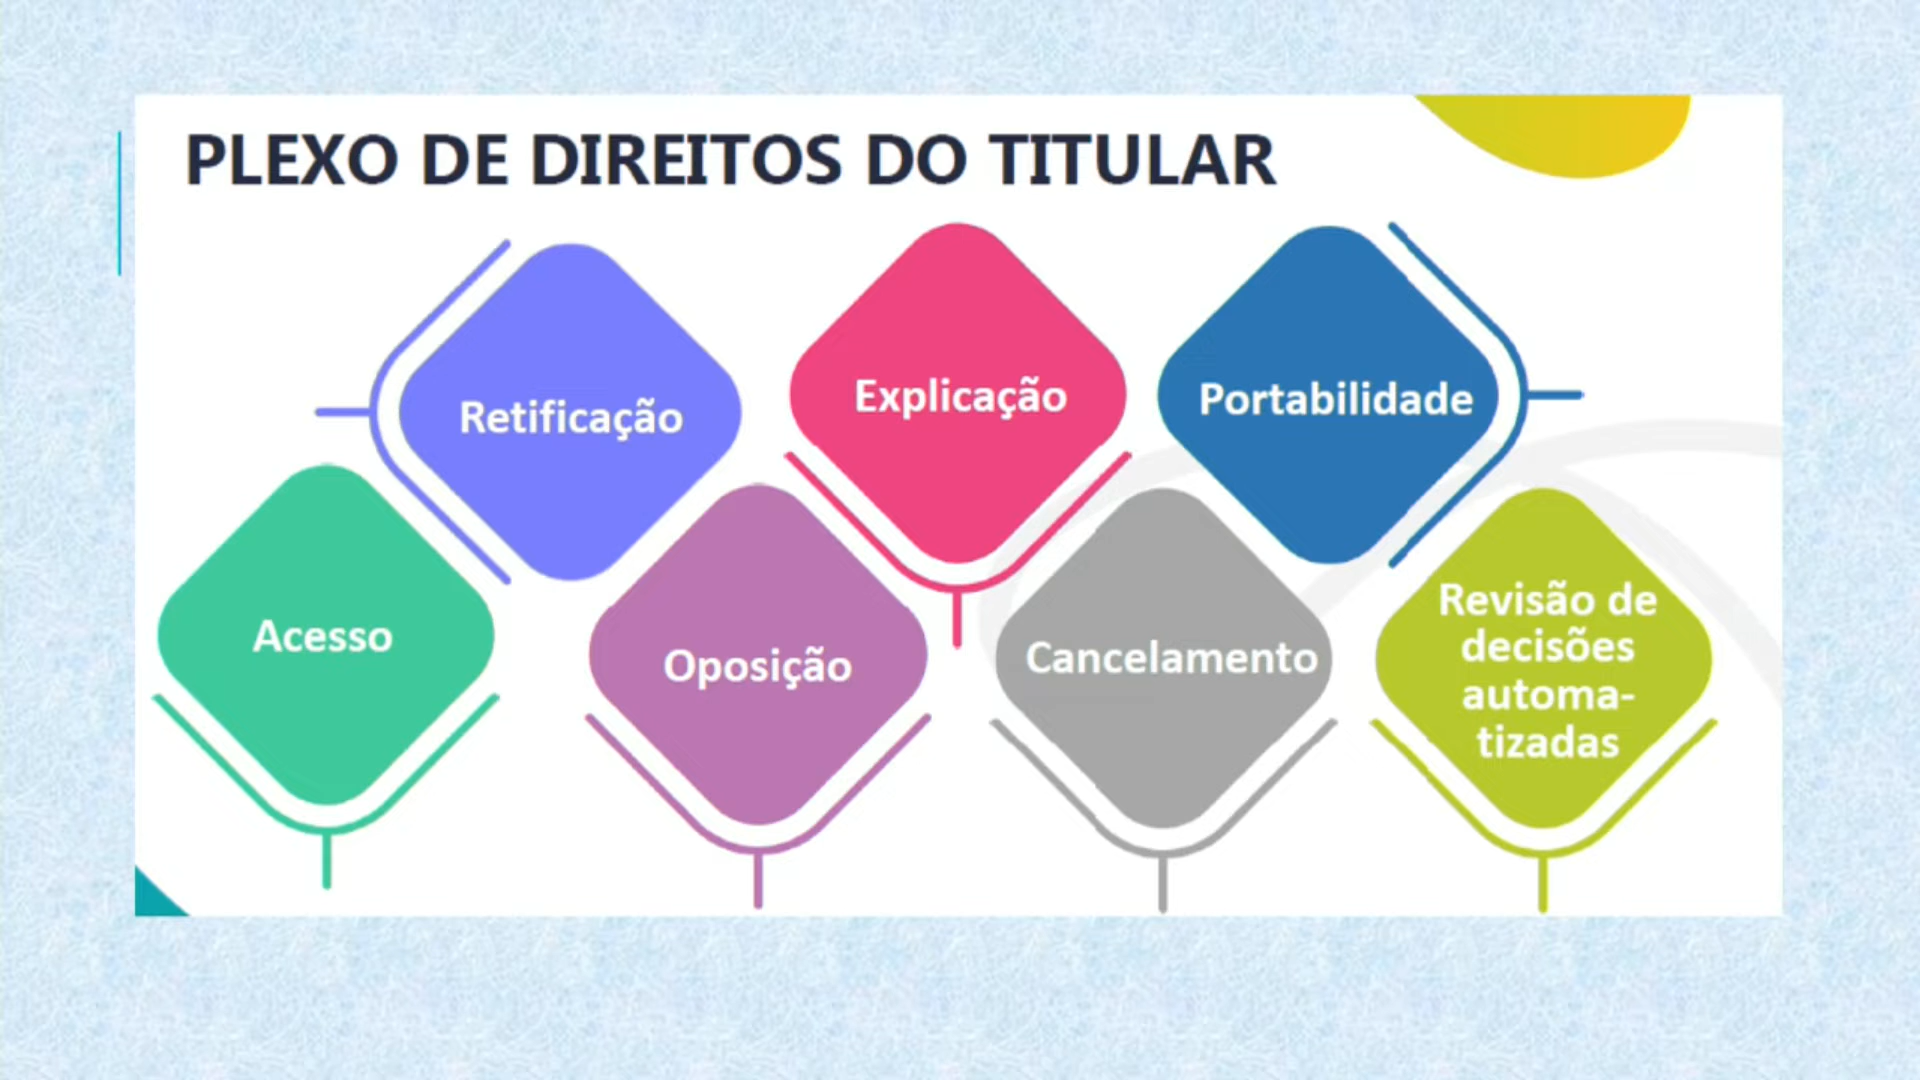 PLEXO DE DIREITOS DO TITULAR
Retificação
Explicação
Portabilidade
Acesso
Oposição
Cancelamento
Revisão de
decisões
automa-
tizadas